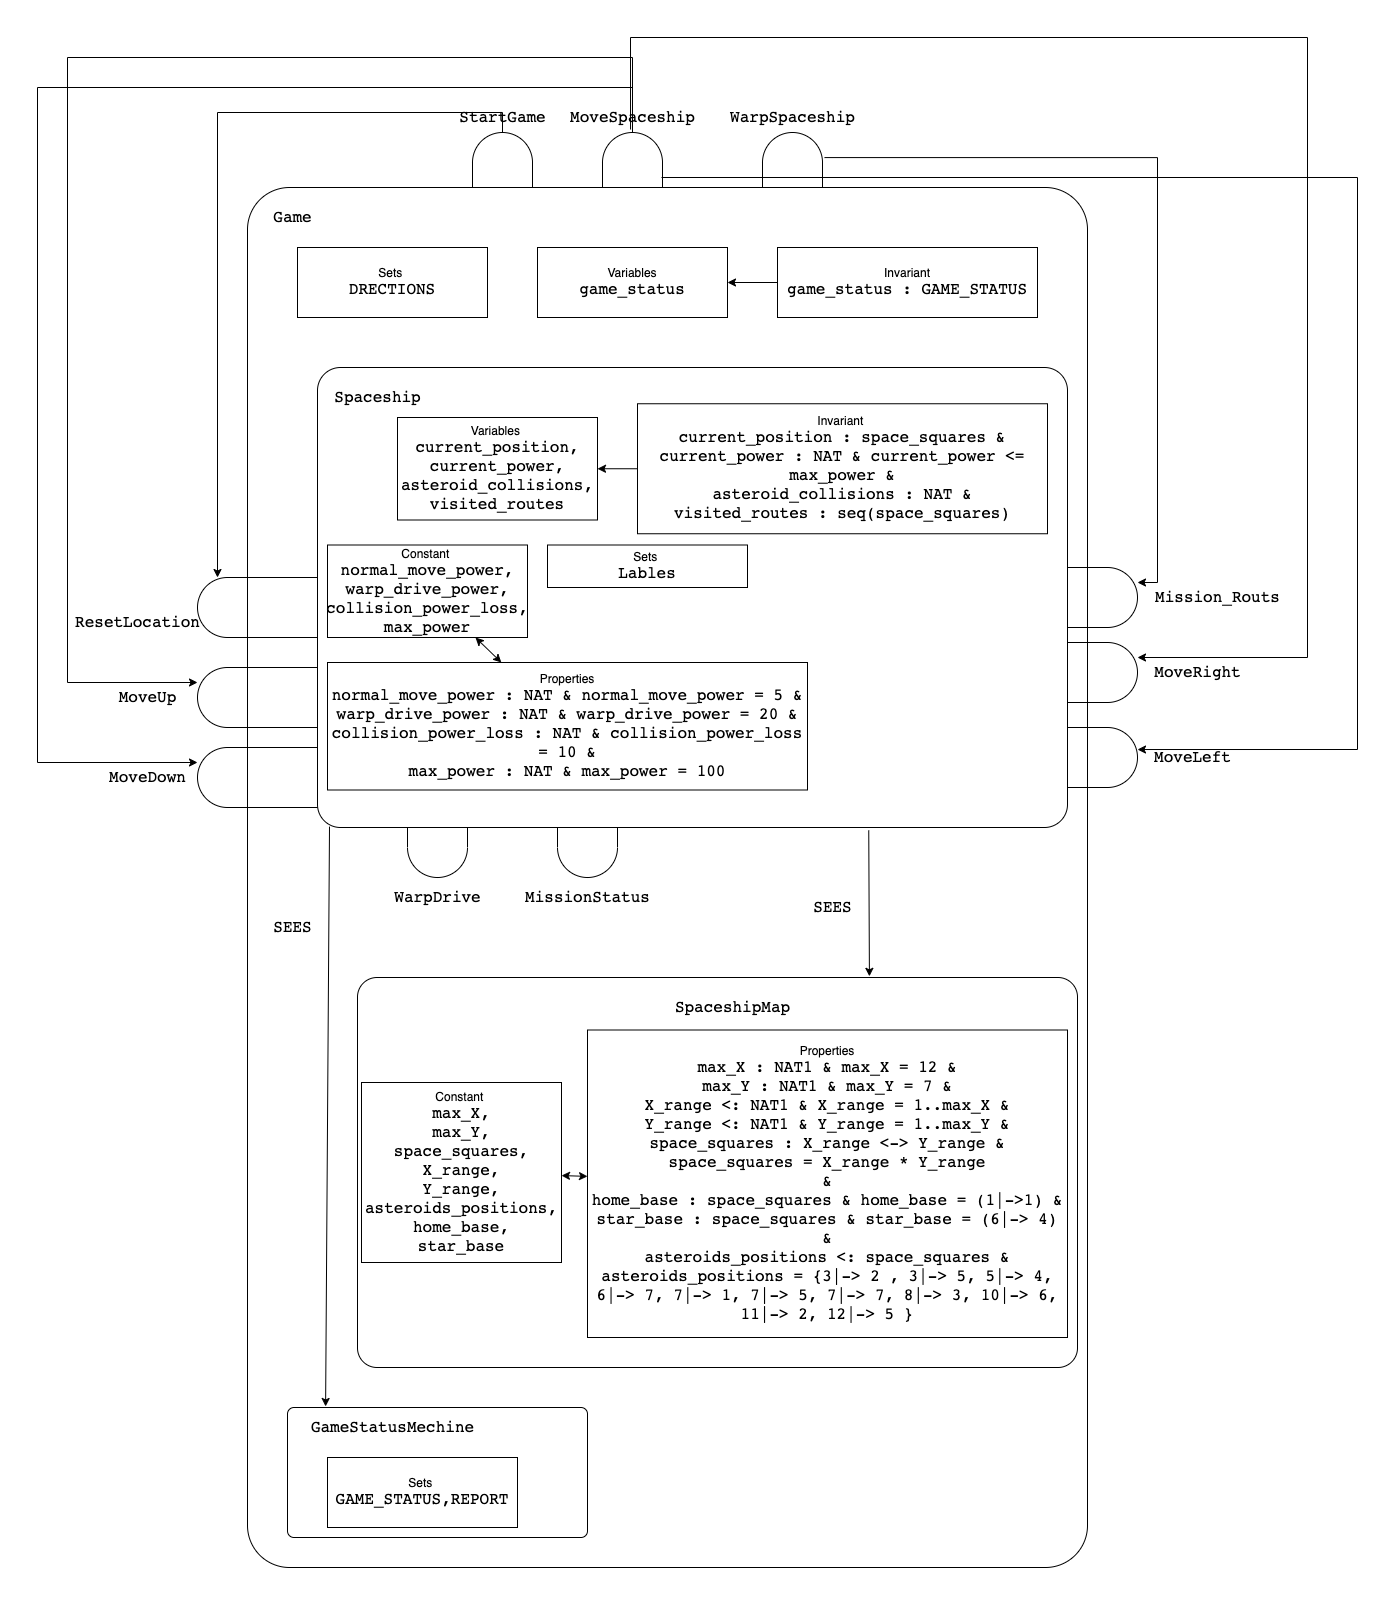 StartGame
MoveSpaceship
WarpSpaceship
Game
Sets
DRECTIONS
Variables
game_status
Invariant
game_status : GAME_STATUS
Spaceship
Variables
current_position,
current_power,
asteroid_collisions,
visited_routes
Invariant
current_position : space_squares &
current_power : NAT & current_power <=
max_power &
asteroid_collisions : NAT &
visited_routes : seq(space_squares)
Constant
normal_move_power,
warp_drive_power,
collision_power_loss,
max_power
Sets
Lables
ResetLocation
MoveUp
MoveDown
Mission_Routs
MoveRight
MoveLeft
Properties
normal_move_power : NAT & normal_move_power = 5 &
warp_drive_power : NAT & warp_drive_power = 20 &
collision_power_loss : NAT & collision_power_loss
= 10 &
max_power : NAT & max_power = 100
WarpDrive
MissionStatus
SEES
SEES
SpaceshipMap
Constant
max_X,
max_Y,
space_squares,
X_range,
Y_range,
asteroids_positions,
home_base,
star_base
Properties
max_X : NAT1 & max_X = 12 &
max_Y : NAT1 & max_Y = 7 &
X_range <: NAT1 & X_range = 1..max_X &
Y_range <: NAT1 & Y_range = 1..max_Y &
space_squares : X_range <-> Y_range &
space_squares = X_range * Y_range
&
home_base : space_squares & home_base = (1|->1) &
star_base : space_squares & star_base = (6|-> 4)
&
asteroids_positions <: space_squares &
asteroids_positions = {3|-> 2 , 3|-> 5, 5|-> 4,
6|-> 7, 7|-> 1, 7|-> 5, 7|-> 7, 8|-> 3, 10|-> 6,
11|-> 2, 12|-> 5 }
GameStatusMechine
Sets
GAME_STATUS,REPORT